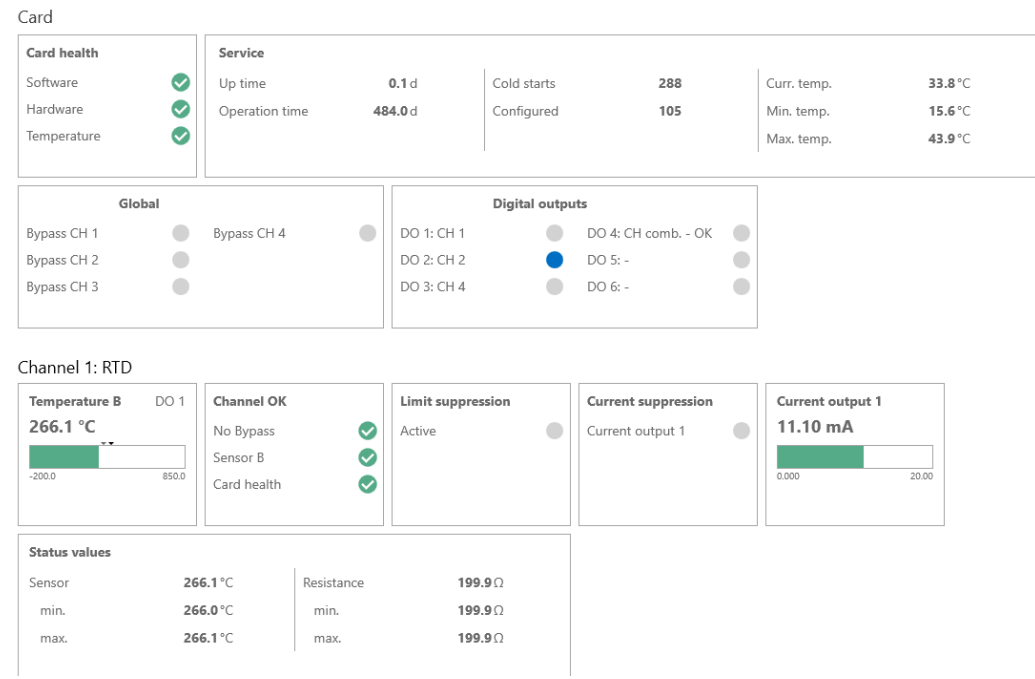 Card
Card health
Software
Hardware
Temperature
Service
Up time 0.1 d
Operation time 484.0 d
Cold starts 288
Configured 105
Curr. temp. 33.8 °C
Min. temp. 15.6 °C
Max. temp. 43.9 °C
Global
Bypass CH 1
Bypass CH 2
Bypass CH 3
Bypass CH 4
Digital outputs
DO 1: CH 1
DO 2: CH 2
DO 3: CH 4
DO 4: CH comb. - OK
DO 5: -
DO 6: -
Channel 1: RTD
Temperature B DO 1
266.1 °C
-200.0 850.0
Channel OK
No Bypass
Sensor B
Card health
Limit suppression
Active
Current suppression
Current output 1
Current output 1
11.10 mA
0.000 20.00
Status values
Sensor 266.1 °C
min. 266.0 °C
max. 266.1 °C
Resistance 199.9 Ω
min. 199.9 Ω
max. 199.9 Ω